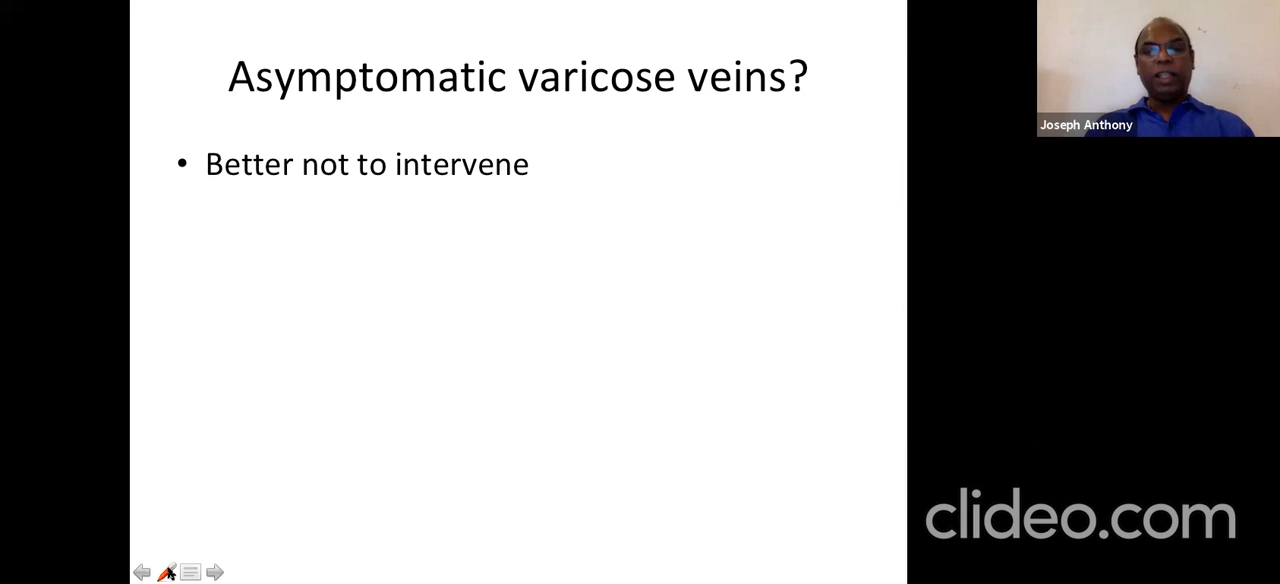 Asymptomatic varicose veins?
• Better not to intervene
Joseph Anthony
clideo.com